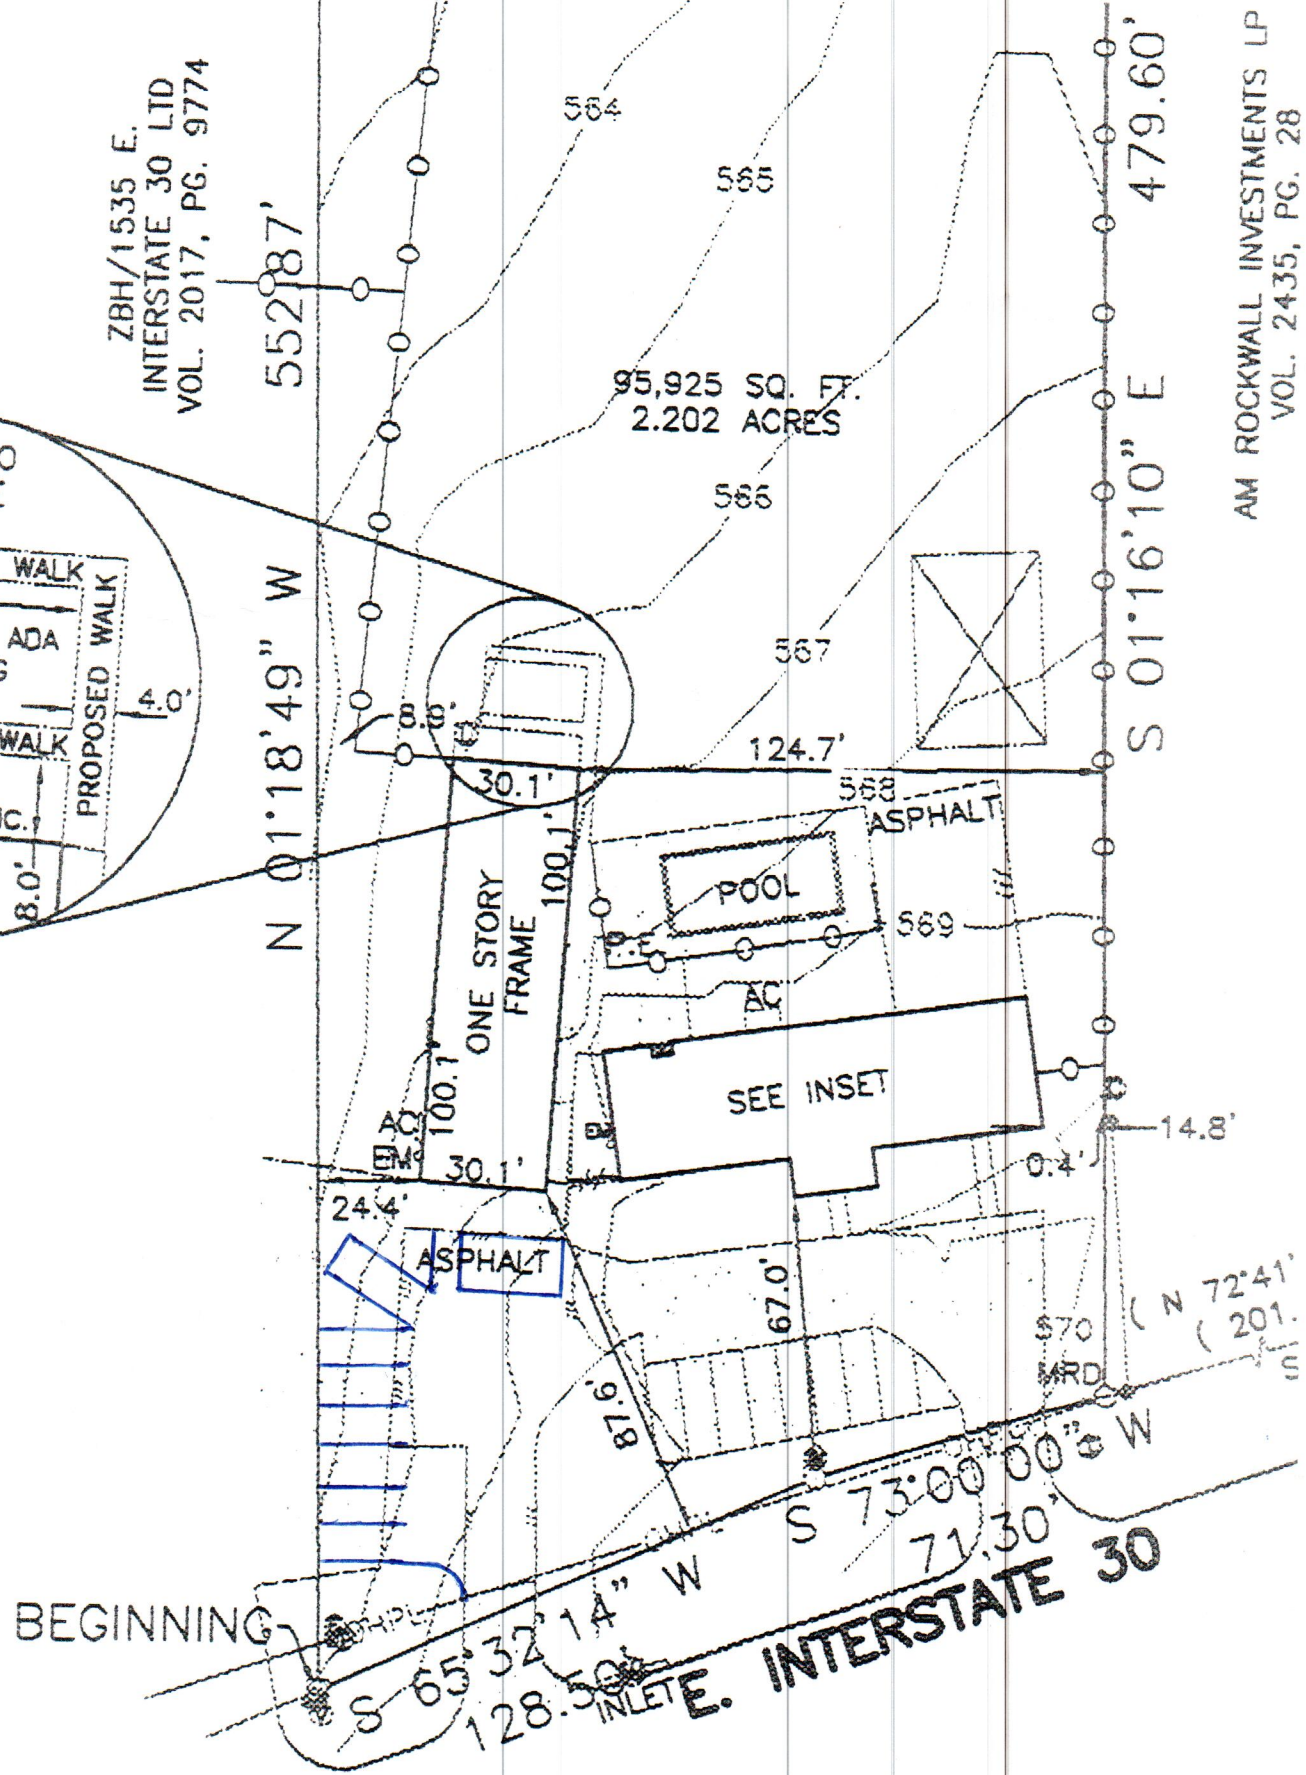 ZBH/1535 E.
INTERSTATE 30 LTD
VOL. 2017, PG. 9774
552.87'
N 01°18'49" W
564
565
95,925 SQ. FT.
2.202 ACRES
566
567
568
569
570
479.60'
S 01°16'10" E
AM ROCKWALL INVESTMENTS LP
VOL. 2435, PG. 28
WALK
ADA
PROPOSED WALK
WALK
4.0'
8.0'
30.1'
124.7'
ASPHALT
100.1'
POOL
ONE STORY
FRAME
P.E.
AC
SEE INSET
100.1'
AC
EM
30.1'
24.4'
14.8'
0.4'
ASPHALT
67.0'
87.6'
MRD
( N 72°41'
( 201.
S 73°00'00" W
71.30'
BEGINNING
S 65°32'14" W
128.50'
INLET
E. INTERSTATE 30